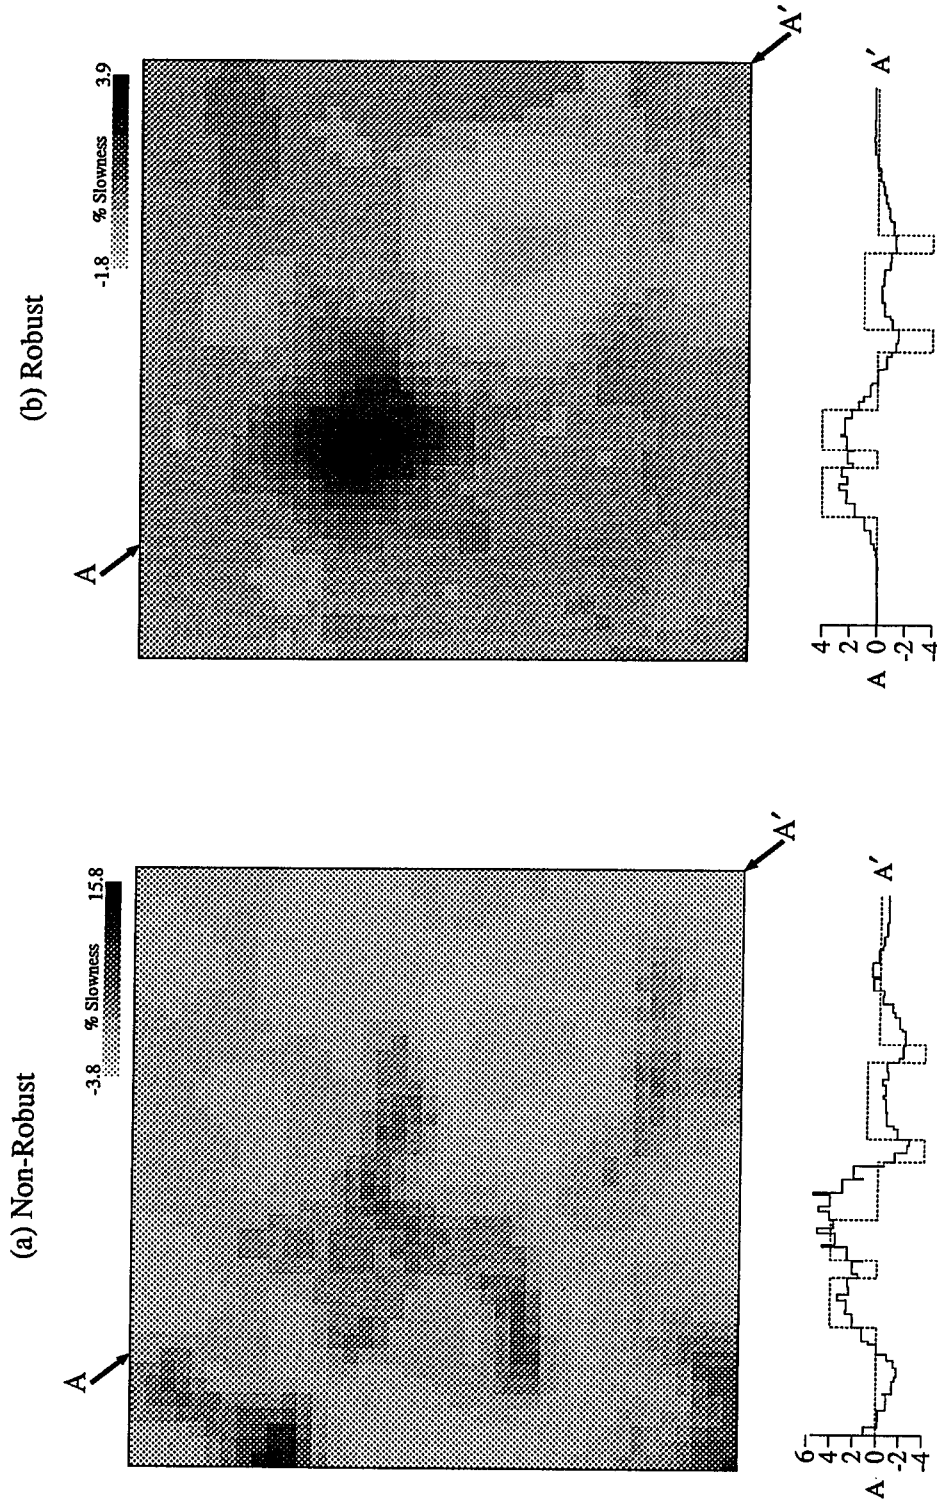 (a) Non-Robust
-3.8 % Slowness 15.8
A
A′
6
4
2
0
-2
-4
A
A′
(b) Robust
-1.8 % Slowness 3.9
A
A′
4
2
0
-2
-4
A
A′